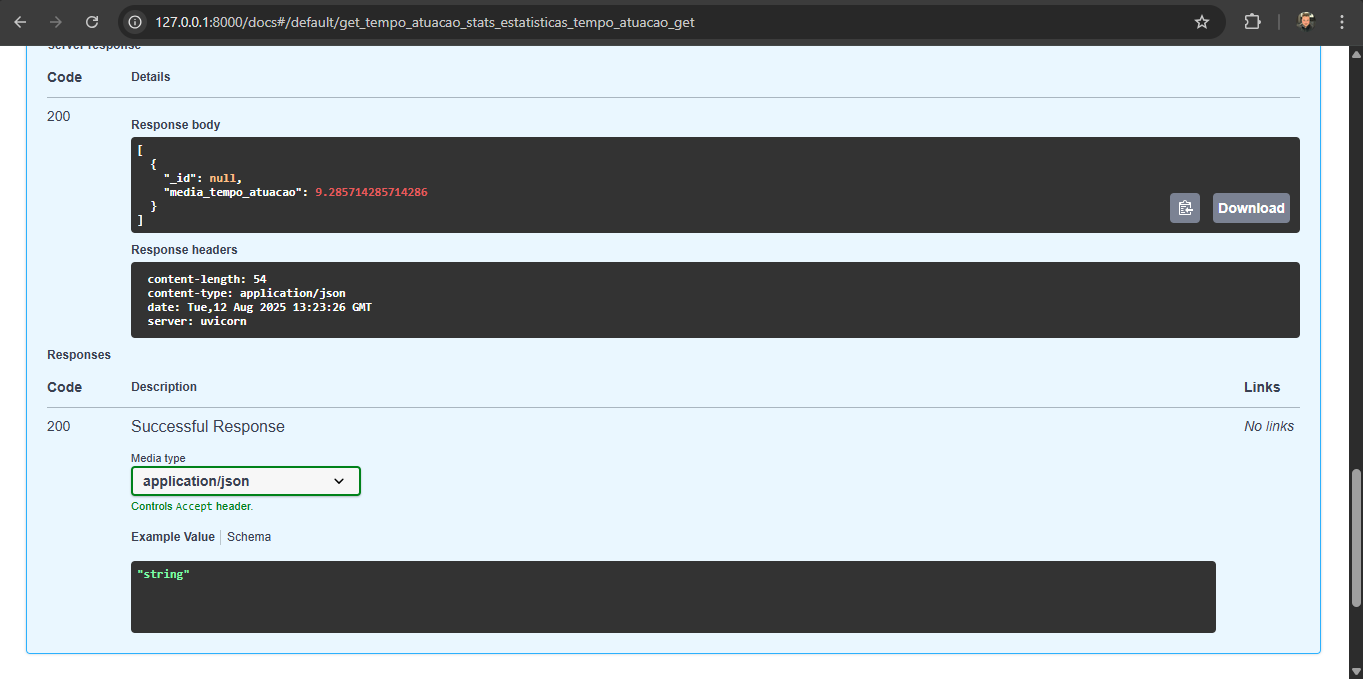 127.0.0.1:8000/docs#/default/get_tempo_atuacao_stats_estatisticas_tempo_atuacao_get
Server response
Code Details
200
Response body
[
  {
    "_id": null,
    "media_tempo_atuacao": 9.285714285714286
  }
]
Download
Response headers
content-length: 54
content-type: application/json
date: Tue,12 Aug 2025 13:23:26 GMT
server: uvicorn
Responses
Code Description Links
200 Successful Response No links
Media type
application/json
Controls Accept header.
Example Value Schema
"string"